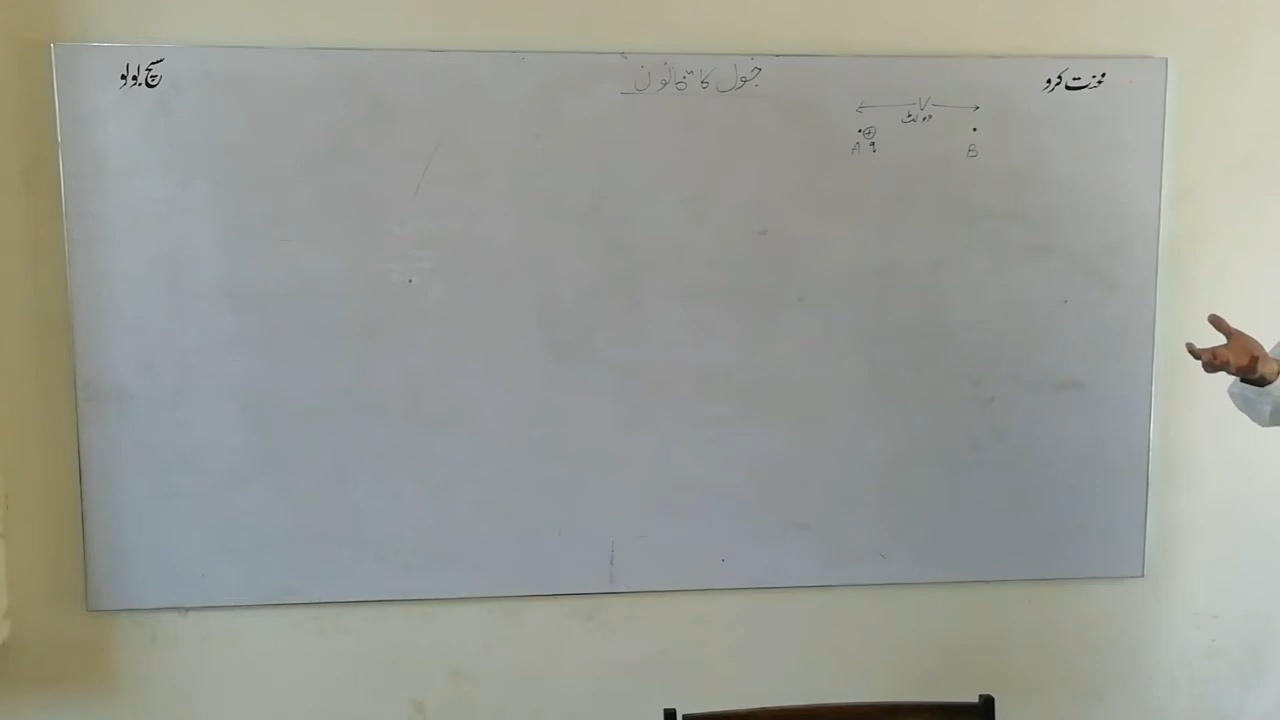 محنت کرو
جول کا قانون
سچ بولو
V
وولٹ
A q + B